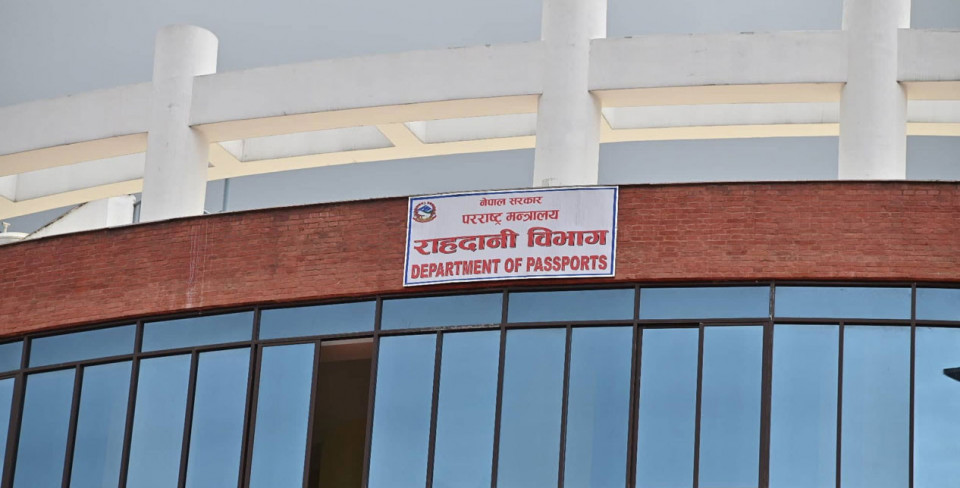 नेपाल सरकार
परराष्ट्र मन्त्रालय
राहदानी विभाग
DEPARTMENT OF PASSPORTS